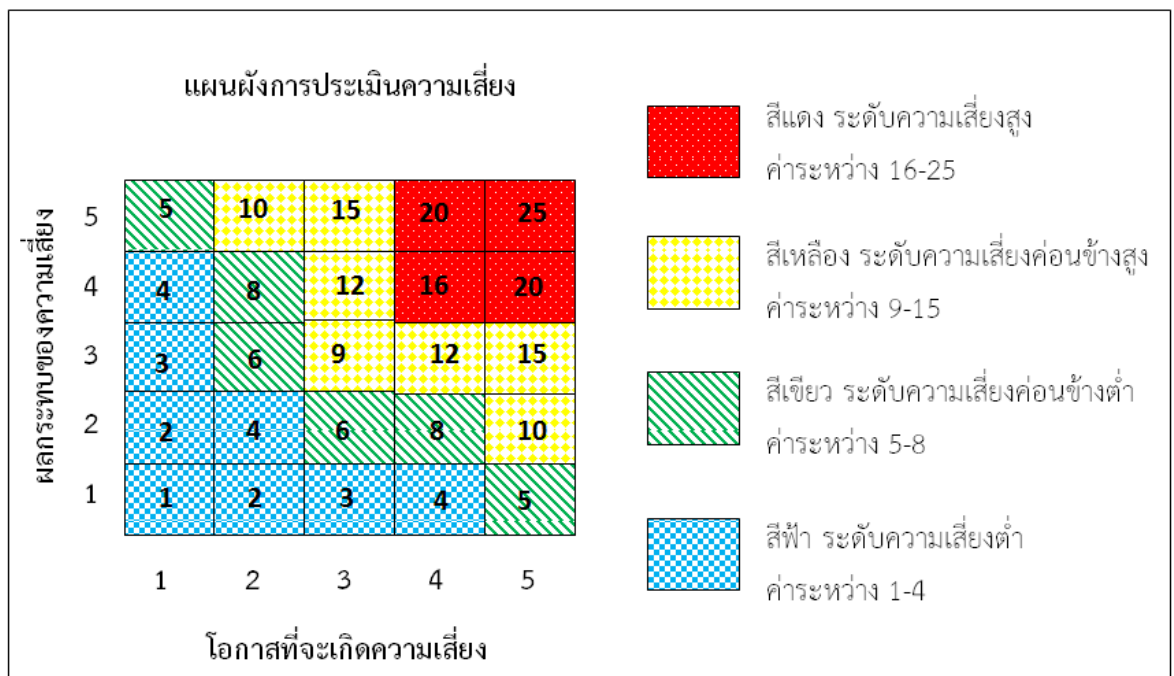 แผนผังการประเมินความเสี่ยง
ผลกระทบของความเสี่ยง
5 5 10 15 20 25
4 4 8 12 16 20
3 3 6 9 12 15
2 2 4 6 8 10
1 1 2 3 4 5
1 2 3 4 5
โอกาสที่จะเกิดความเสี่ยง
สีแดง ระดับความเสี่ยงสูง
ค่าระหว่าง 16-25
สีเหลือง ระดับความเสี่ยงค่อนข้างสูง
ค่าระหว่าง 9-15
สีเขียว ระดับความเสี่ยงค่อนข้างต่ำ
ค่าระหว่าง 5-8
สีฟ้า ระดับความเสี่ยงต่ำ
ค่าระหว่าง 1-4